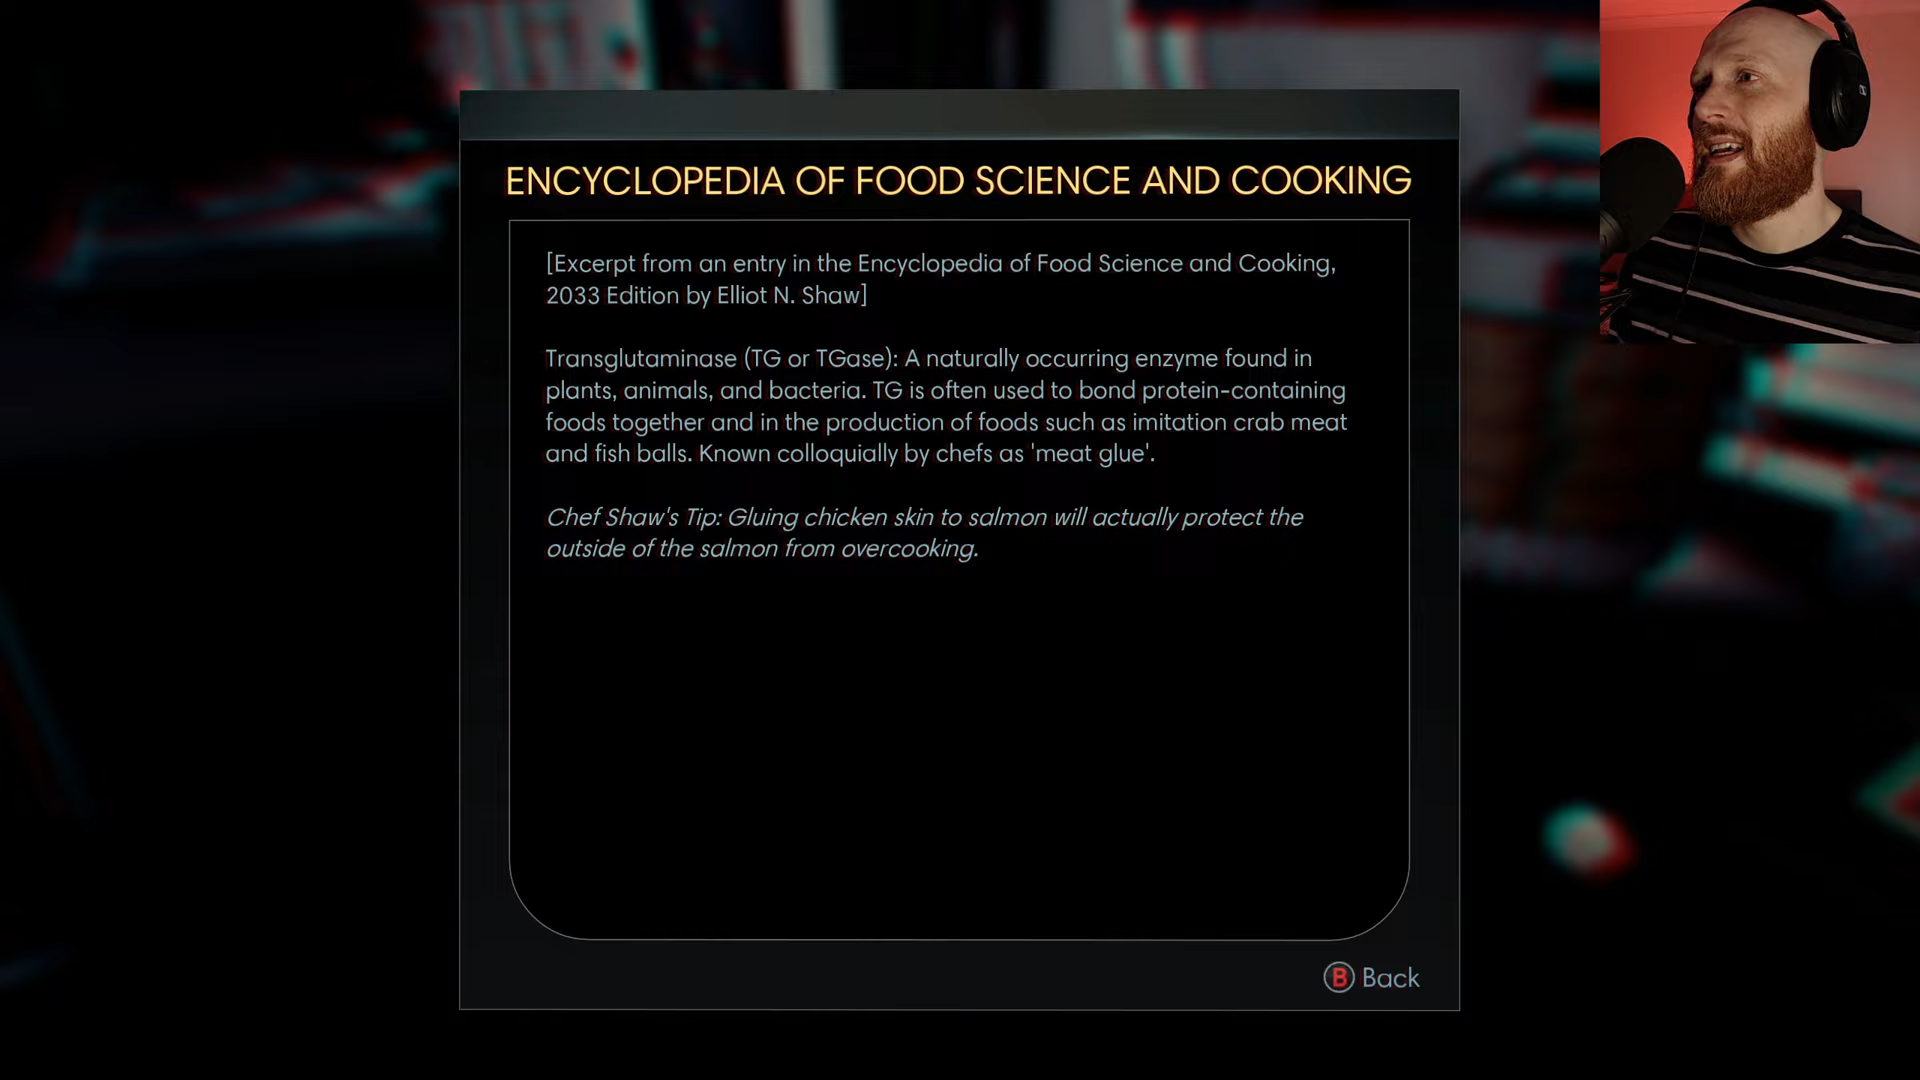 ENCYCLOPEDIA OF FOOD SCIENCE AND COOKING
[Excerpt from an entry in the Encyclopedia of Food Science and Cooking,
2033 Edition by Elliot N. Shaw]
Transglutaminase (TG or TGase): A naturally occurring enzyme found in
plants, animals, and bacteria. TG is often used to bond protein-containing
foods together and in the production of foods such as imitation crab meat
and fish balls. Known colloquially by chefs as 'meat glue'.
Chef Shaw's Tip: Gluing chicken skin to salmon will actually protect the
outside of the salmon from overcooking.
B Back